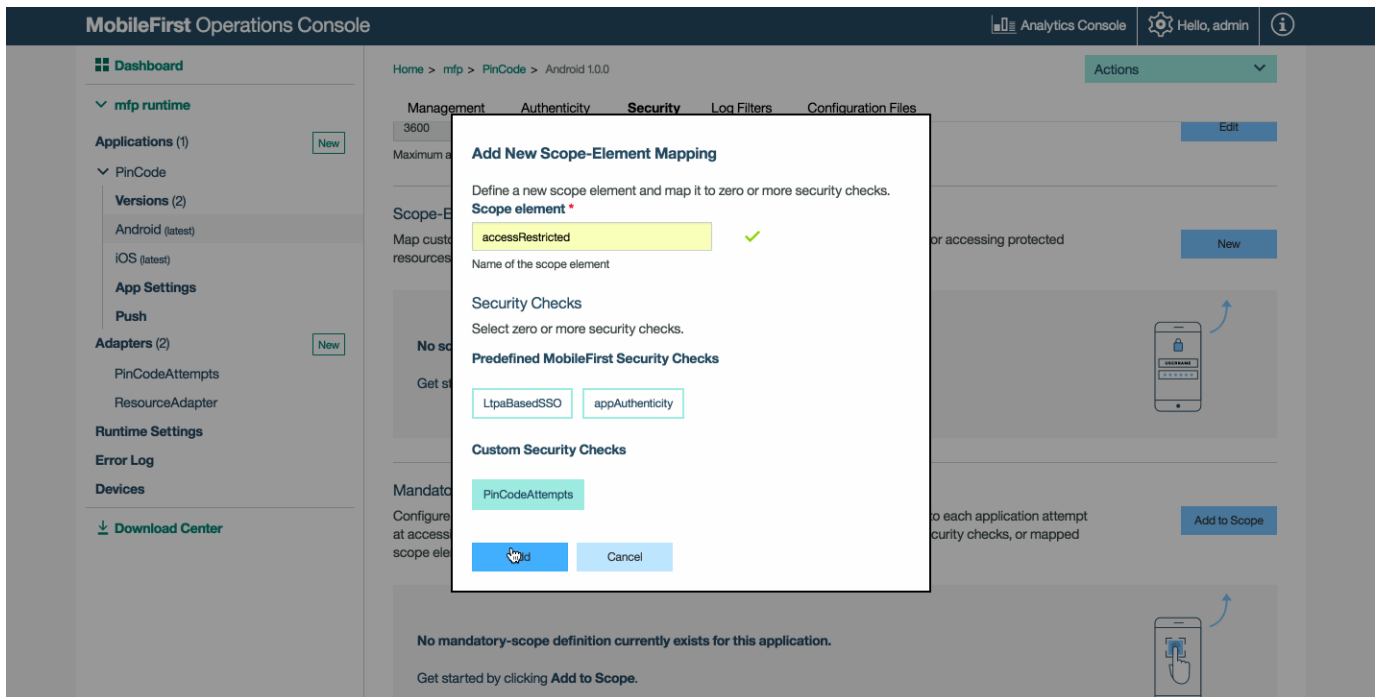 MobileFirst Operations Console
Analytics Console
Hello, admin
Dashboard
mfp runtime
Applications (1)
New
PinCode
Versions (2)
Android (latest)
iOS (latest)
App Settings
Push
Adapters (2)
New
PinCodeAttempts
ResourceAdapter
Runtime Settings
Error Log
Devices
Download Center
Home > mfp > PinCode > Android 1.0.0
Actions
Management Authenticity Security Log Filters Configuration Files
3600
Edit
Maximum a
Scope-E
Map custo
or accessing protected
resources
New
No sc
Get st
USERNAME
Mandato
Configure
to each application attempt
at accessi
curity checks, or mapped
scope ele
Add to Scope
No mandatory-scope definition currently exists for this application.
Get started by clicking Add to Scope.
Add New Scope-Element Mapping
Define a new scope element and map it to zero or more security checks.
Scope element *
accessRestricted
Name of the scope element
Security Checks
Select zero or more security checks.
Predefined MobileFirst Security Checks
LtpaBasedSSO
appAuthenticity
Custom Security Checks
PinCodeAttempts
Cancel